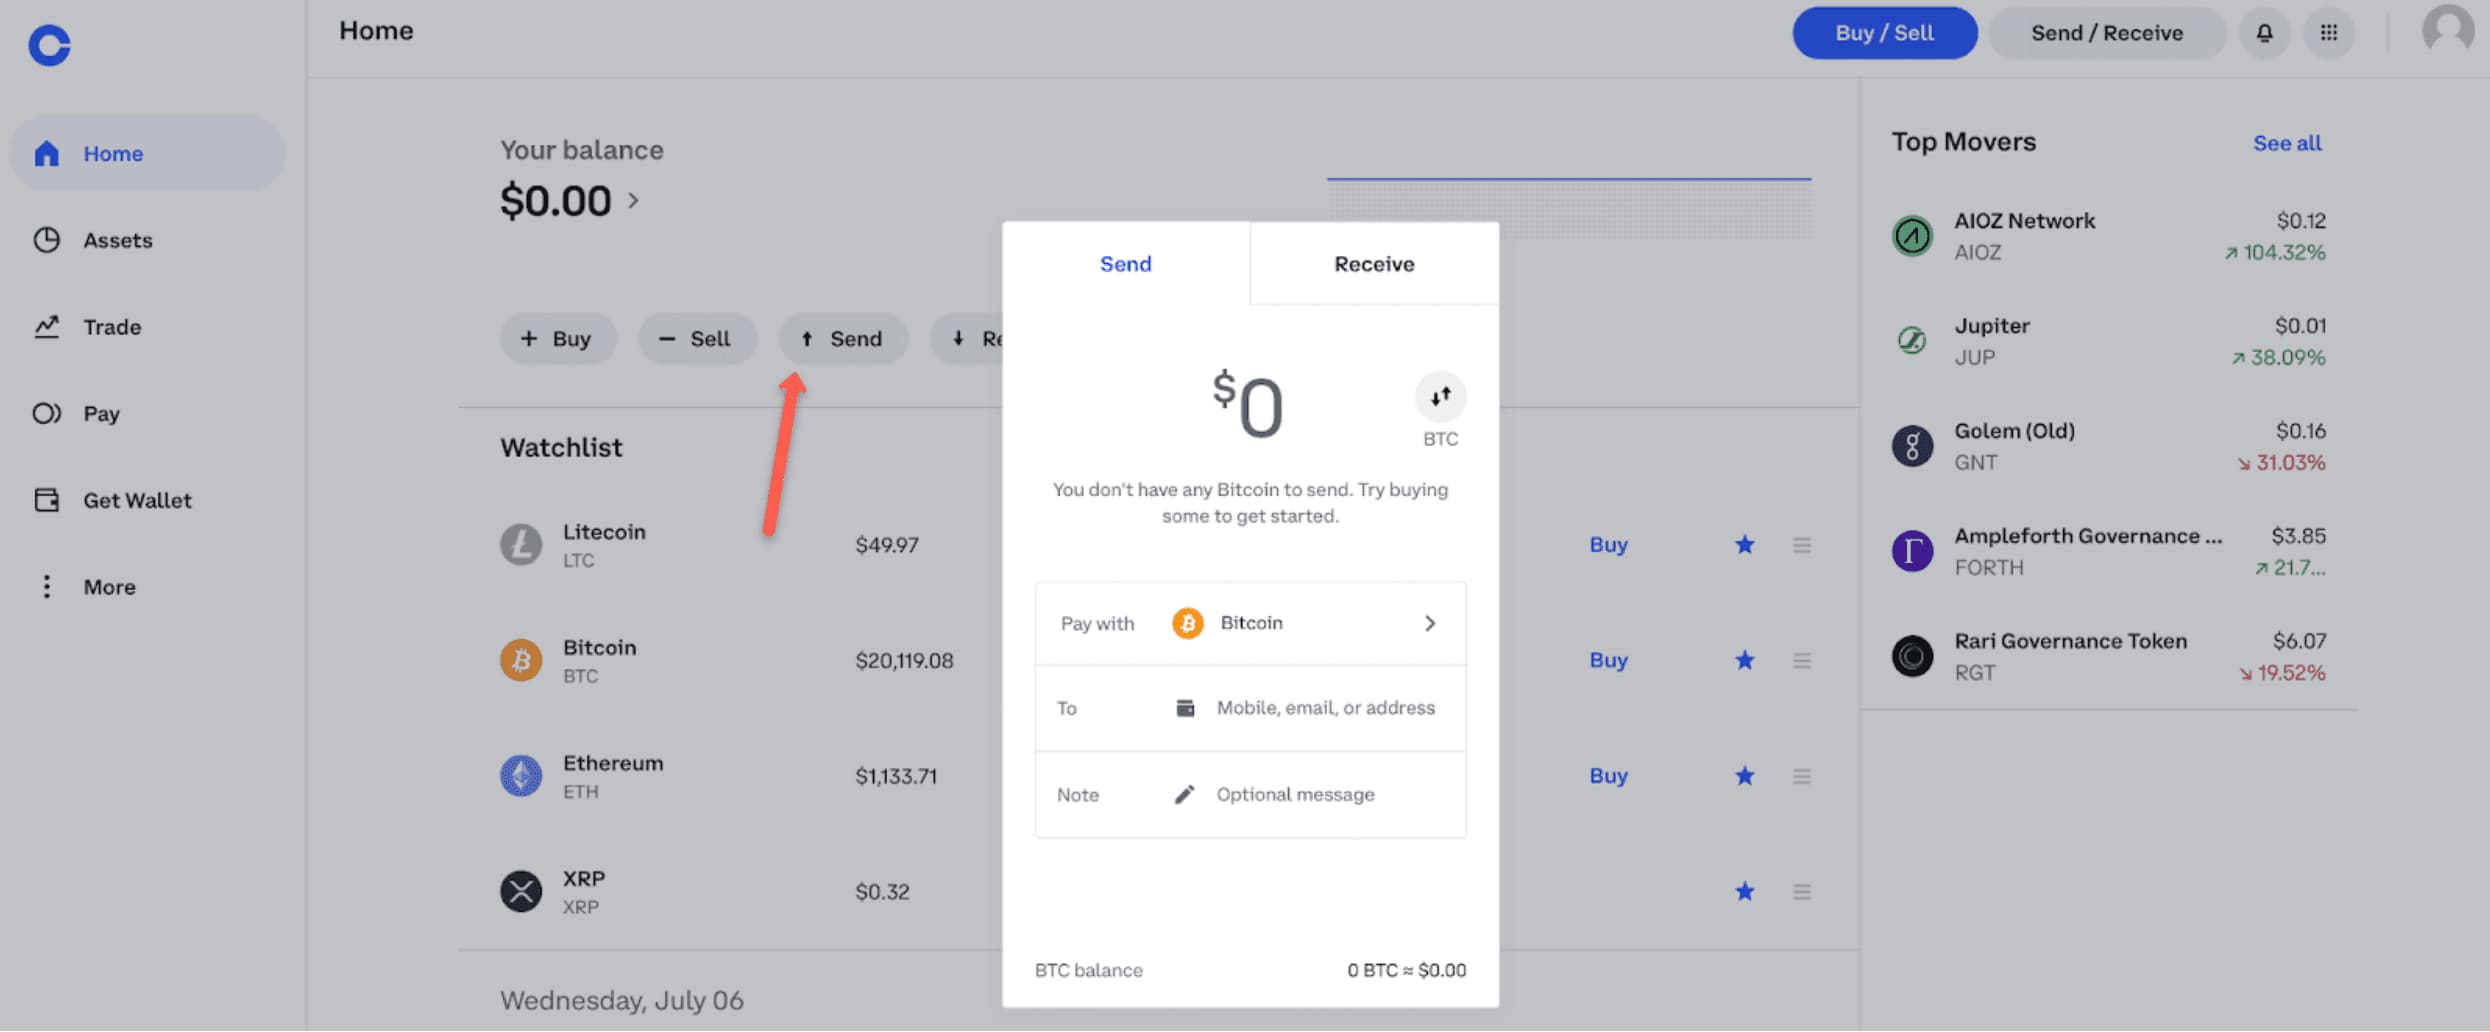 Home
Buy / Sell
Send / Receive
Home
Assets
Trade
Pay
Get Wallet
More
Your balance
$0.00
+ Buy
− Sell
Send
Re
Watchlist
Litecoin
LTC
$49.97
Buy
Bitcoin
BTC
$20,119.08
Buy
Ethereum
ETH
$1,133.71
Buy
XRP
XRP
$0.32
Wednesday, July 06
Send
Receive
$0
BTC
You don't have any Bitcoin to send. Try buying
some to get started.
Pay with Bitcoin
To Mobile, email, or address
Note Optional message
BTC balance 0 BTC ≈ $0.00
Top Movers See all
AIOZ Network $0.12
AIOZ ↗ 104.32%
Jupiter $0.01
JUP ↗ 38.09%
Golem (Old) $0.16
GNT ↘ 31.03%
Ampleforth Governance ... $3.85
FORTH ↗ 21.7...
Rari Governance Token $6.07
RGT ↘ 19.52%